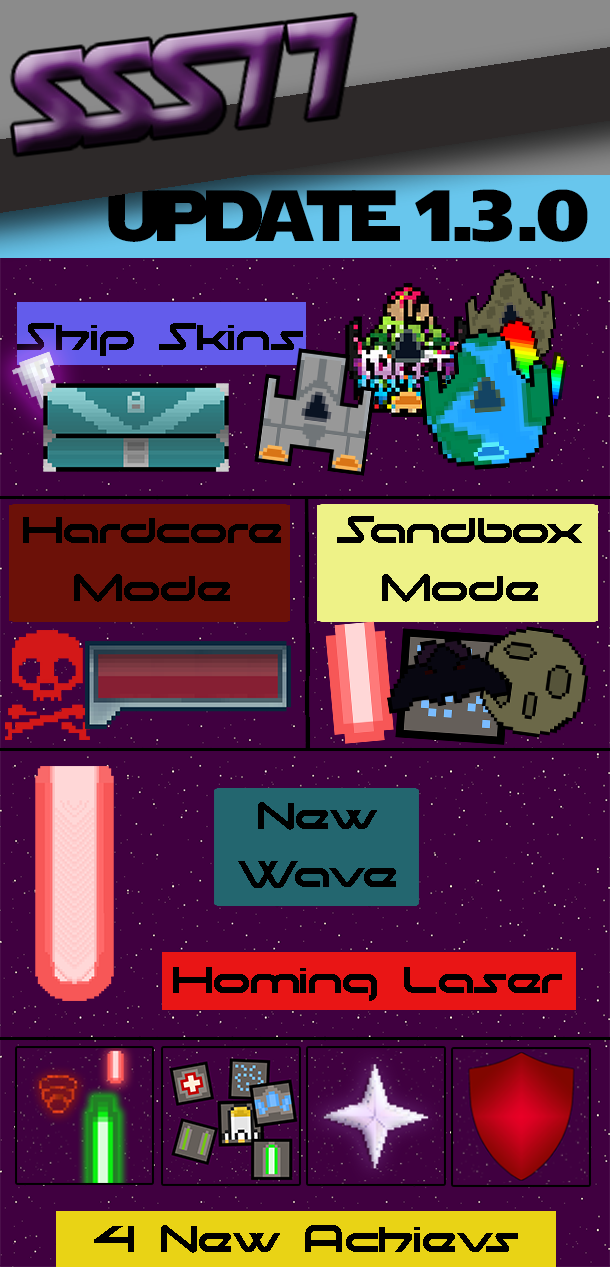 SSS77
UPDATE 1.3.0
Ship Skins
Hardcore
Mode
Sandbox
Mode
New
Wave
Homing Laser
4 New Achievs